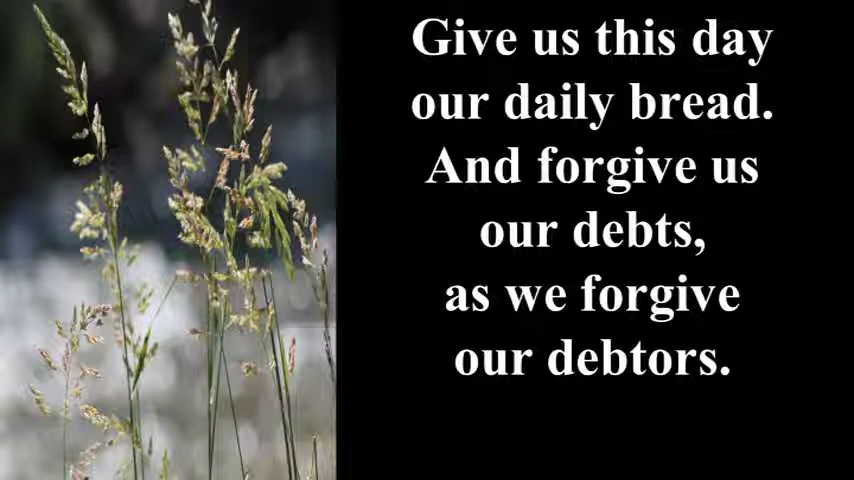 Give us this day
our daily bread.
And forgive us
our debts,
as we forgive
our debtors.